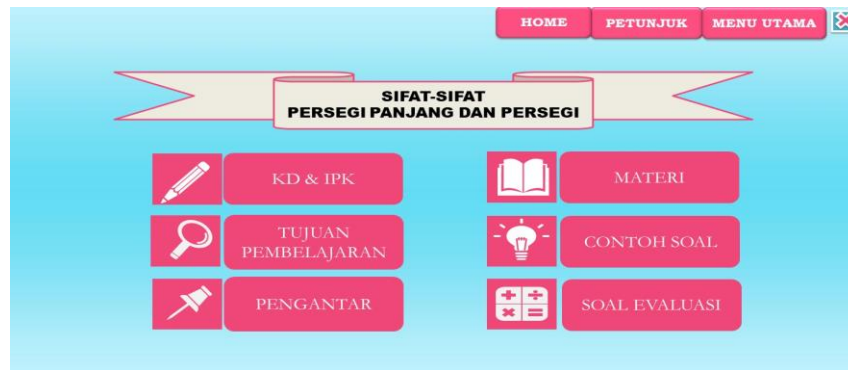 HOME PETUNJUK MENU UTAMA
SIFAT-SIFAT
PERSEGI PANJANG DAN PERSEGI
KD & IPK
MATERI
TUJUAN
PEMBELAJARAN
CONTOH SOAL
PENGANTAR
SOAL EVALUASI